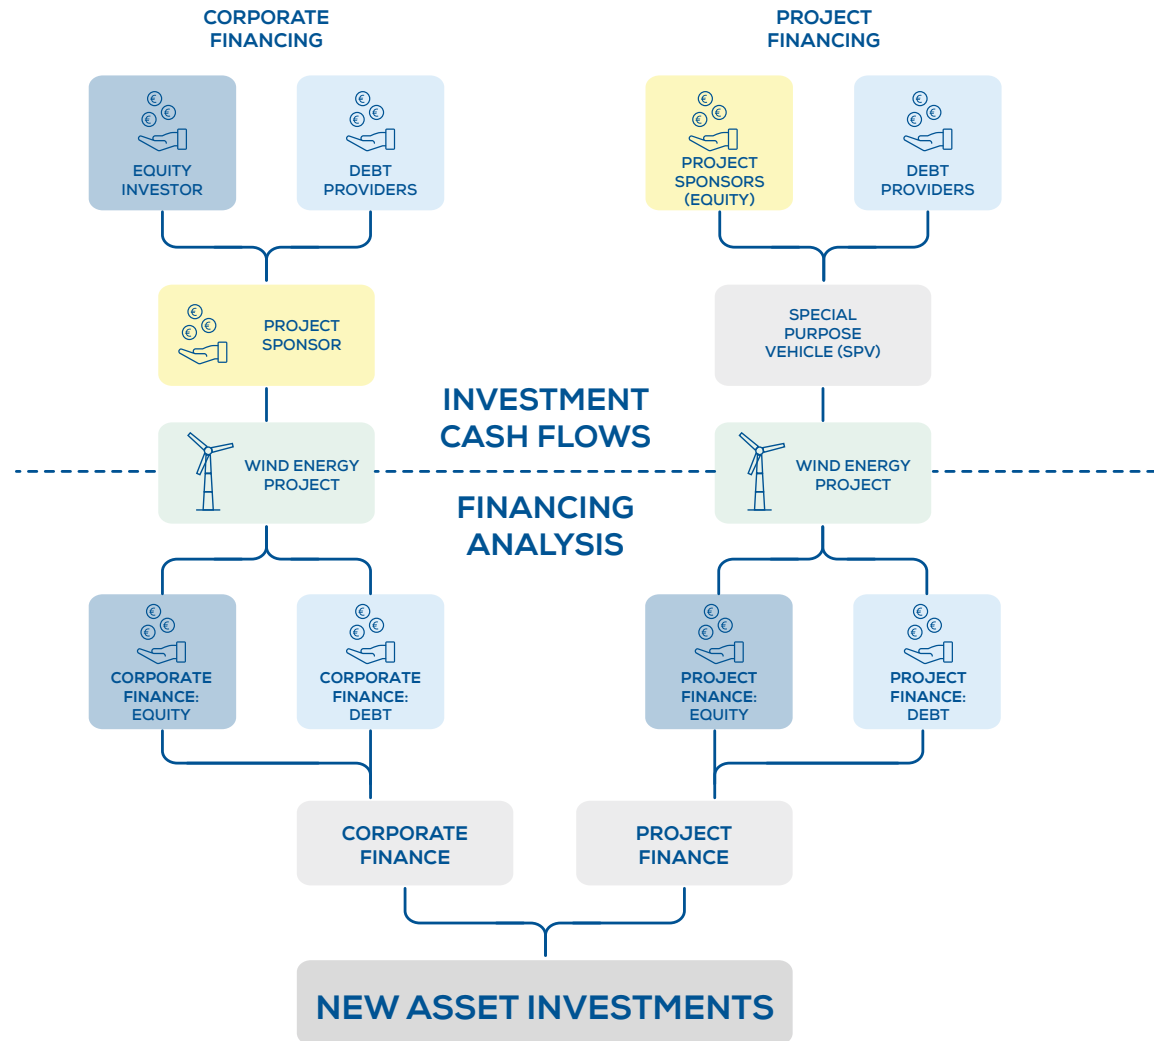 CORPORATE
FINANCING
PROJECT
FINANCING
EQUITY
INVESTOR
DEBT
PROVIDERS
PROJECT
SPONSORS
(EQUITY)
DEBT
PROVIDERS
PROJECT
SPONSOR
SPECIAL
PURPOSE
VEHICLE (SPV)
INVESTMENT
CASH FLOWS
WIND ENERGY
PROJECT
WIND ENERGY
PROJECT
FINANCING
ANALYSIS
CORPORATE
FINANCE:
EQUITY
CORPORATE
FINANCE:
DEBT
PROJECT
FINANCE:
EQUITY
PROJECT
FINANCE:
DEBT
CORPORATE
FINANCE
PROJECT
FINANCE
NEW ASSET INVESTMENTS